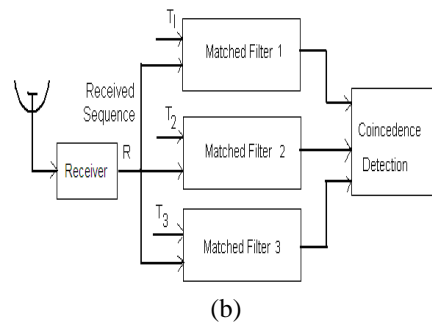 T1
Matched Filter 1
Received
Sequence
T2
R
Receiver
Matched Filter 2
Coincedence
Detection
T3
Matched Filter 3
(b)